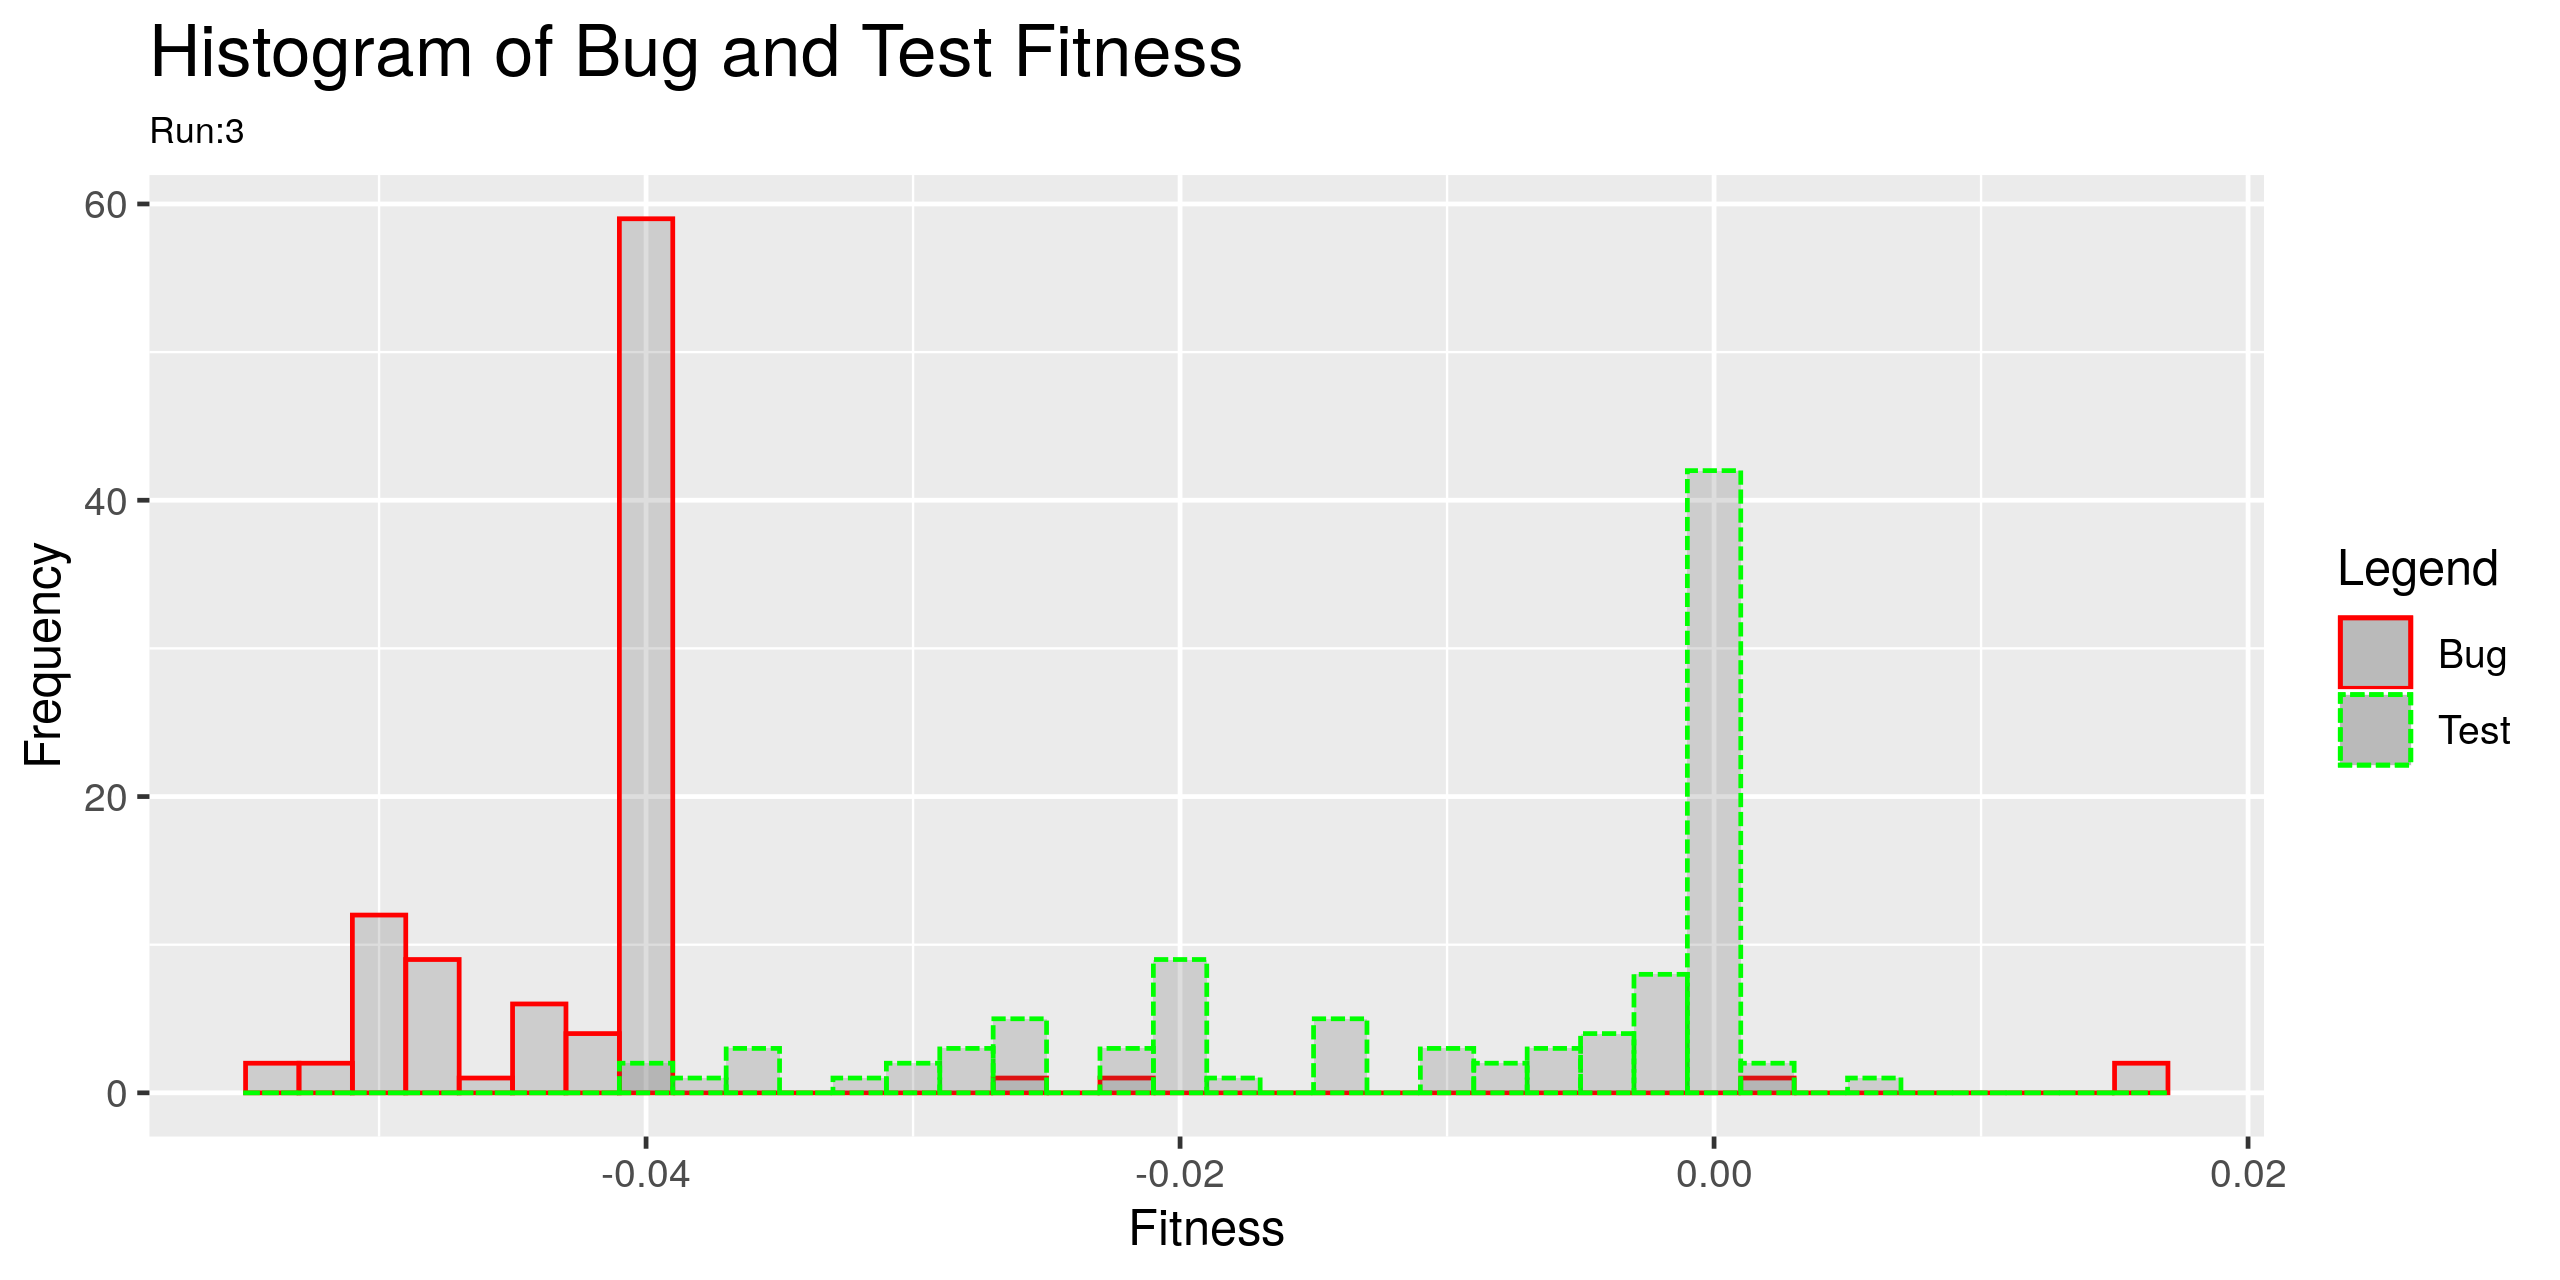 Histogram of Bug and Test Fitness
Run:3
60
40
20
0
Frequency
-0.04
-0.02
0.00
0.02
Fitness
Legend
Bug
Test